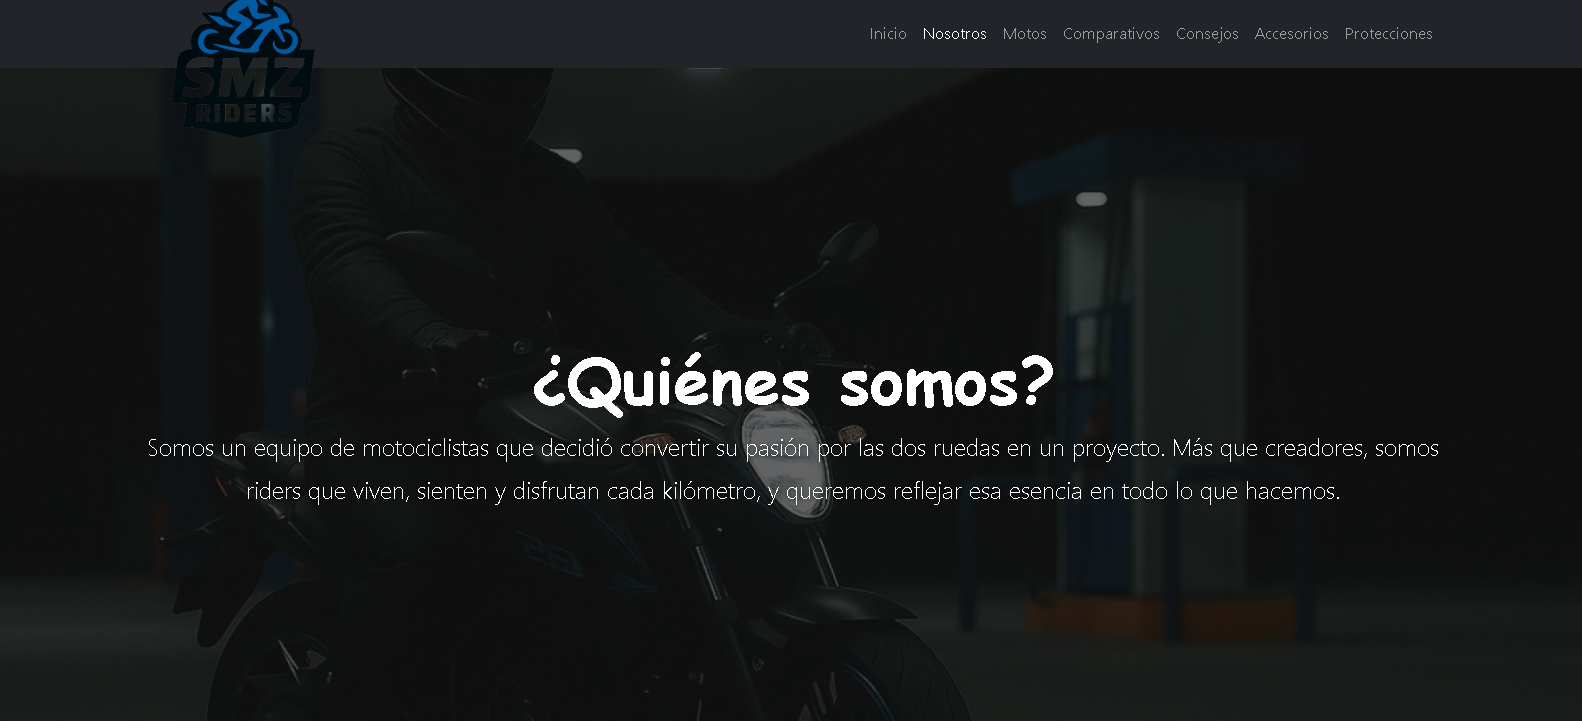 SMZ
RIDERS
Inicio Nosotros Motos Comparativos Consejos Accesorios Protecciones
¿Quiénes somos?
Somos un equipo de motociclistas que decidió convertir su pasión por las dos ruedas en un proyecto. Más que creadores, somos
riders que viven, sienten y disfrutan cada kilómetro, y queremos reflejar esa esencia en todo lo que hacemos.